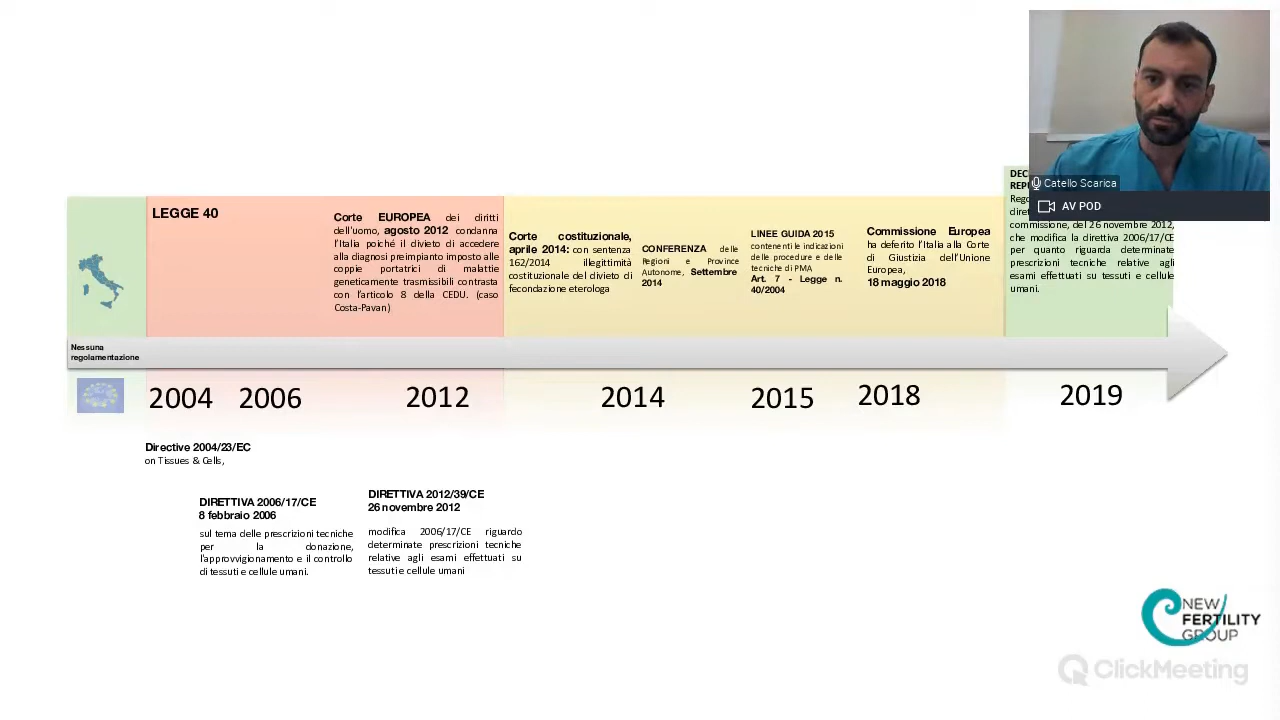 Catello Scarica
AV POD
LEGGE 40
Corte EUROPEA dei diritti
dell'uomo, agosto 2012 condanna
l'Italia poiché il divieto di accedere
alla diagnosi preimpianto imposto alle
coppie portatrici di malattie
geneticamente trasmissibili contrasta
con l'articolo 8 della CEDU. (caso
Costa-Pavan)
Corte costituzionale,
aprile 2014: con sentenza
162/2014 illegittimità
costituzionale del divieto di
fecondazione eterologa
CONFERENZA delle
Regioni e Province
Autonome, Settembre
2014
LINEE GUIDA 2015
contenenti le indicazioni
delle procedure e delle
tecniche di PMA
Art. 7 - Legge n.
40/2004
Commissione Europea
ha deferito l'Italia alla Corte
di Giustizia dell'Unione
Europea,
18 maggio 2018
commissione, del 26 novembre 2012,
che modifica la direttiva 2006/17/CE
per quanto riguarda determinate
prescrizioni tecniche relative agli
esami effettuati su tessuti e cellule
umani.
Nessuna
regolamentazione
2004 2006 2012 2014 2015 2018 2019
Directive 2004/23/EC
on Tissues & Cells,
DIRETTIVA 2006/17/CE
8 febbraio 2006
sul tema delle prescrizioni tecniche
per la donazione,
l'approvvigionamento e il controllo
di tessuti e cellule umani.
DIRETTIVA 2012/39/CE
26 novembre 2012
modifica 2006/17/CE riguardo
determinate prescrizioni tecniche
relative agli esami effettuati su
tessuti e cellule umani
NEW
FERTILITY
GROUP
ClickMeeting